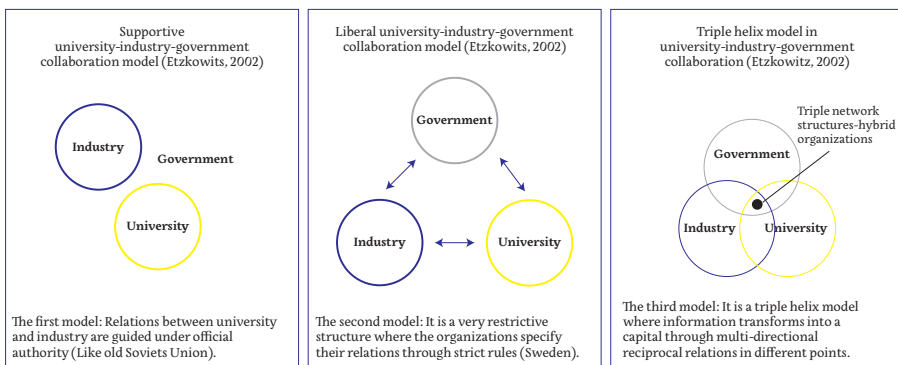 Supportive
university-industry-government
collaboration model (Etzkowits, 2002)
Industry
Government
University
The first model: Relations between university
and industry are guided under official
authority (Like old Soviets Union).
Liberal university-industry-government
collaboration model (Etzkowits, 2002)
Government
Industry
University
The second model: It is a very restrictive
structure where the organizations specify
their relations through strict rules (Sweden).
Triple helix model in
university-industry-government
collaboration (Etzkowitz, 2002)
Triple network
structures-hybrid
organizations
Government
Industry
University
The third model: It is a triple helix model
where information transforms into a
capital through multi-directional
reciprocal relations in different points.